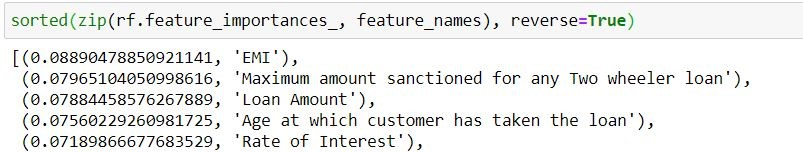 sorted(zip(rf.feature_importances_, feature_names), reverse=True)
[(0.08890478850921141, 'EMI'),
(0.07965104050998616, 'Maximum amount sanctioned for any Two wheeler loan'),
(0.07884458576267889, 'Loan Amount'),
(0.07560229260981725, 'Age at which customer has taken the loan'),
(0.07189866677683529, 'Rate of Interest'),